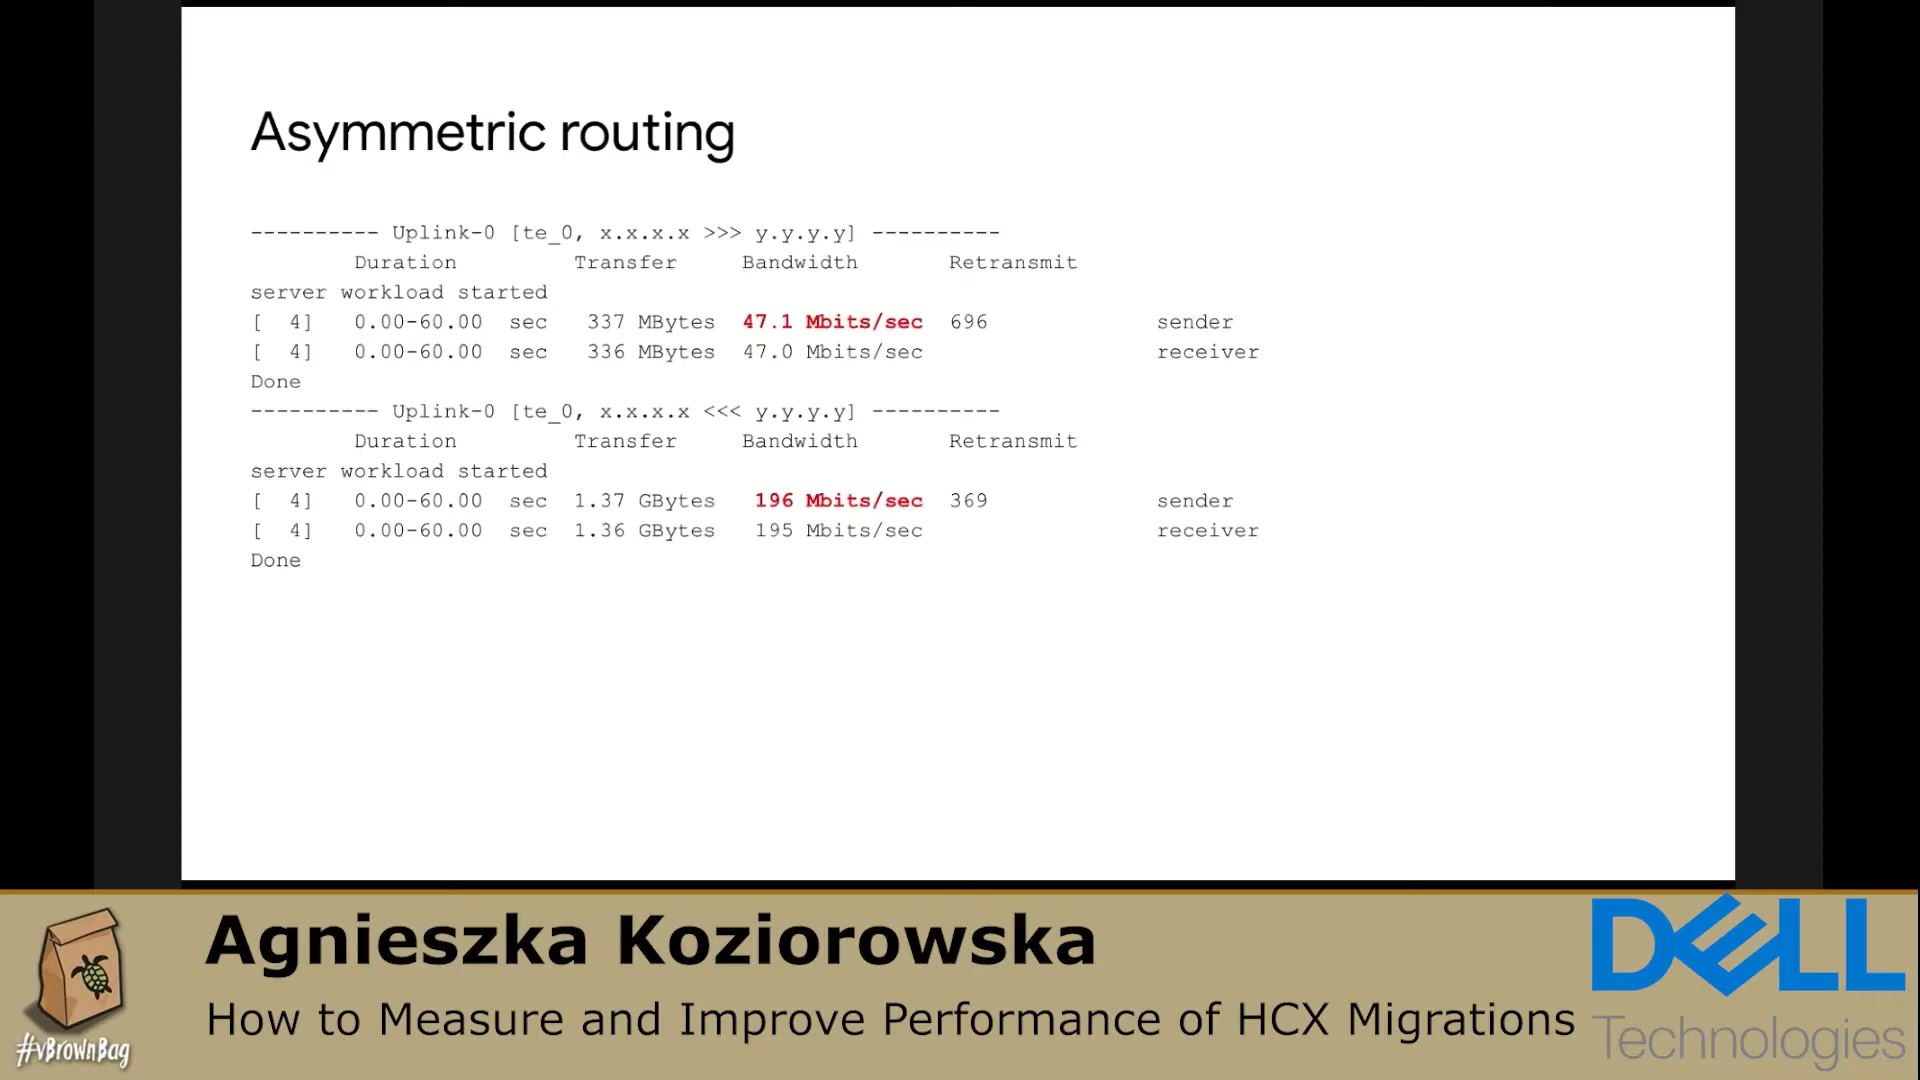 Asymmetric routing
---------- Uplink-0 [te_0, x.x.x.x >>> y.y.y.y] ----------
Duration Transfer Bandwidth Retransmit
server workload started
[ 4] 0.00-60.00 sec 337 MBytes 47.1 Mbits/sec 696 sender
[ 4] 0.00-60.00 sec 336 MBytes 47.0 Mbits/sec receiver
Done
---------- Uplink-0 [te_0, x.x.x.x <<< y.y.y.y] ----------
Duration Transfer Bandwidth Retransmit
server workload started
[ 4] 0.00-60.00 sec 1.37 GBytes 196 Mbits/sec 369 sender
[ 4] 0.00-60.00 sec 1.36 GBytes 195 Mbits/sec receiver
Done
Agnieszka Koziorowska
How to Measure and Improve Performance of HCX Migrations
#vBrownBag
DELL
Technologies